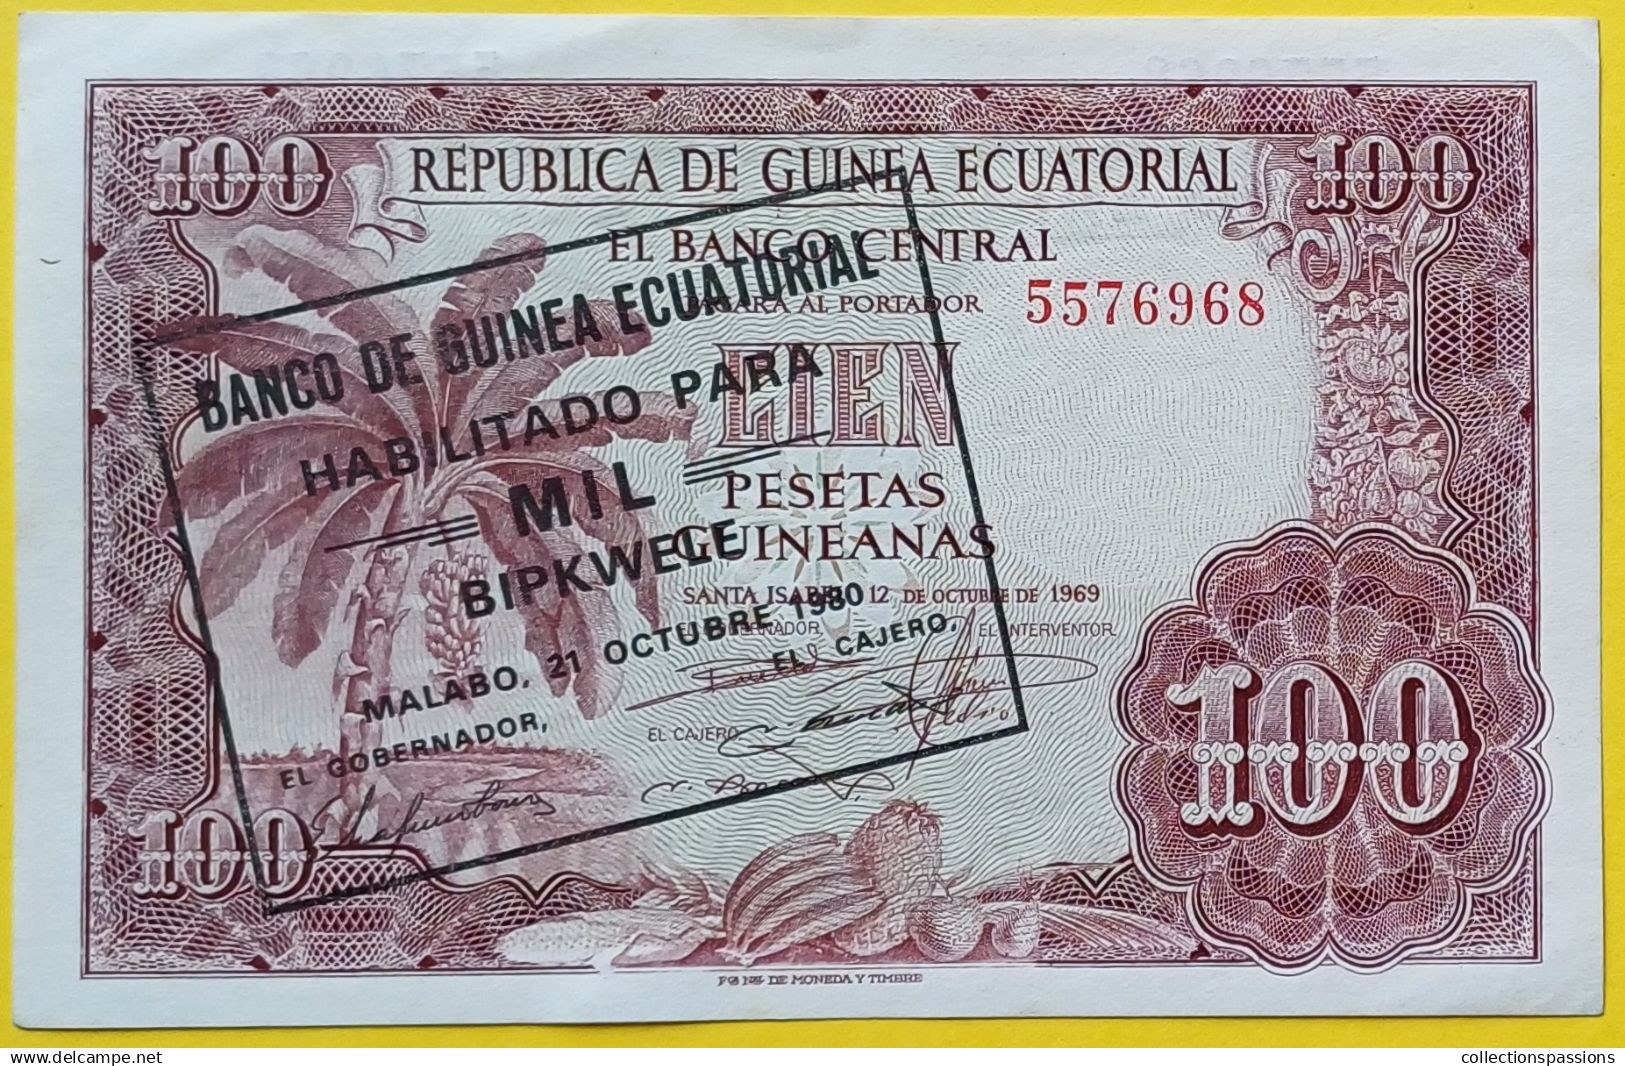 100 REPUBLICA DE GUINEA ECUATORIAL 100
EL BANCO CENTRAL
PAGARA AL PORTADOR 5576968
CIEN
PESETAS
GUINEANAS
SANTA ISABEL 12 DE OCTUBRE DE 1969
EL GOBERNADOR, EL INTERVENTOR
EL CAJERO
BANCO DE GUINEA ECUATORIAL
HABILITADO PARA
MIL
BIPKWELE
MALABO, 21 OCTUBRE 1980
EL GOBERNADOR, EL CAJERO,
100
100
DE MONEDA Y TIMBRE
www.delcampe.net
collectionspassions